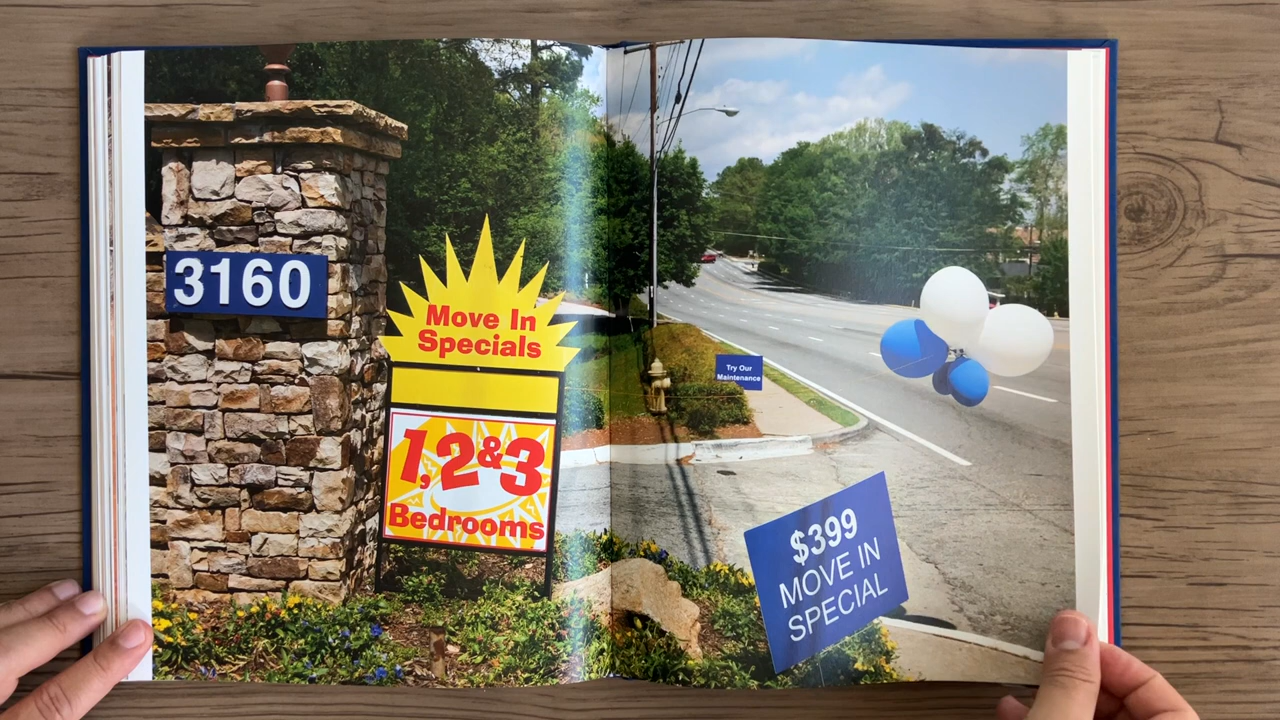 3160
Move In
Specials
1,2&3
Bedrooms
Try Our
Maintenance
$399
MOVE IN
SPECIAL